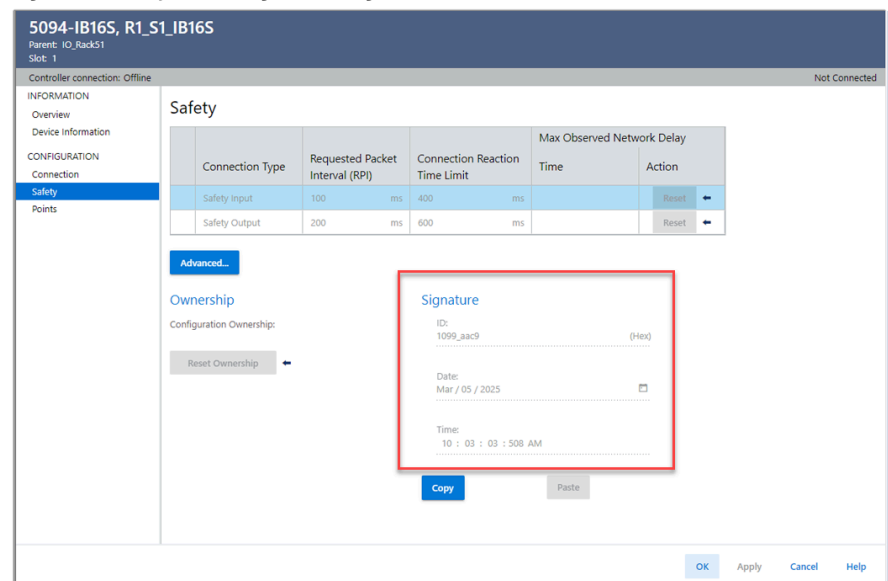 5094-IB16S, R1_S1_IB16S
Parent: IO_Rack51
Slot: 1
Controller connection: Offline
Not Connected
INFORMATION
Overview
Device Information
CONFIGURATION
Connection
Safety
Points
Safety
Max Observed Network Delay
Connection Type
Requested Packet Interval (RPI)
Connection Reaction Time Limit
Time
Action
Safety Input 100 ms 400 ms Reset
Safety Output 200 ms 600 ms Reset
Advanced...
Ownership
Configuration Ownership:
Reset Ownership
Signature
ID:
1099_aac9 (Hex)
Date:
Mar / 05 / 2025
Time:
10 : 03 : 03 : 508 AM
Copy
Paste
OK Apply Cancel Help